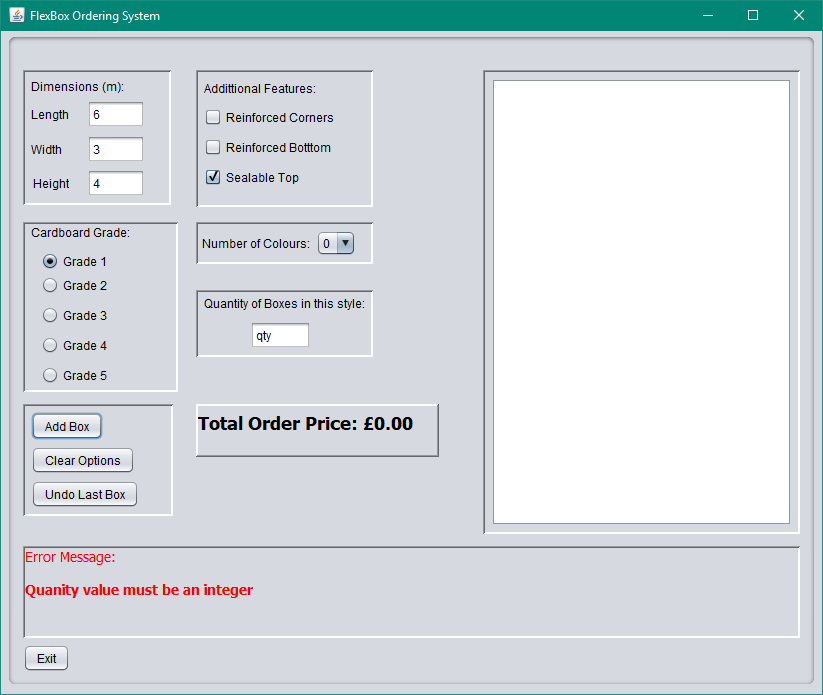 FlexBox Ordering System
Dimensions (m):
Length 6
Width 3
Height 4
Addittional Features:
Reinforced Corners
Reinforced Botttom
Sealable Top
Cardboard Grade:
Grade 1
Grade 2
Grade 3
Grade 4
Grade 5
Number of Colours: 0
Quantity of Boxes in this style:
qty
Add Box
Clear Options
Undo Last Box
Total Order Price: £0.00
Error Message:
Quanity value must be an integer
Exit